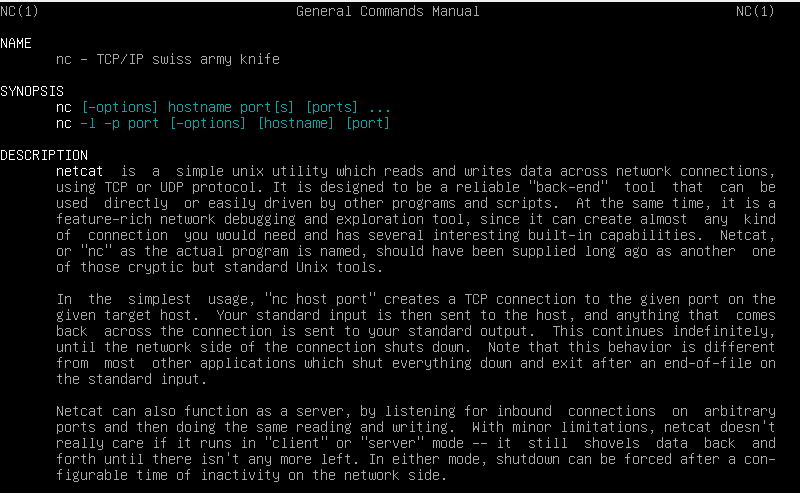 NC(1) General Commands Manual NC(1)
NAME
nc - TCP/IP swiss army knife
SYNOPSIS
nc [-options] hostname port[s] [ports] ...
nc -l -p port [-options] [hostname] [port]
DESCRIPTION
netcat is a simple unix utility which reads and writes data across network connections,
using TCP or UDP protocol. It is designed to be a reliable "back-end" tool that can be
used directly or easily driven by other programs and scripts. At the same time, it is a
feature-rich network debugging and exploration tool, since it can create almost any kind
of connection you would need and has several interesting built-in capabilities. Netcat,
or "nc" as the actual program is named, should have been supplied long ago as another one
of those cryptic but standard Unix tools.
In the simplest usage, "nc host port" creates a TCP connection to the given port on the
given target host. Your standard input is then sent to the host, and anything that comes
back across the connection is sent to your standard output. This continues indefinitely,
until the network side of the connection shuts down. Note that this behavior is different
from most other applications which shut everything down and exit after an end-of-file on
the standard input.
Netcat can also function as a server, by listening for inbound connections on arbitrary
ports and then doing the same reading and writing. With minor limitations, netcat doesn't
really care if it runs in "client" or "server" mode -- it still shovels data back and
forth until there isn't any more left. In either mode, shutdown can be forced after a con-
figurable time of inactivity on the network side.